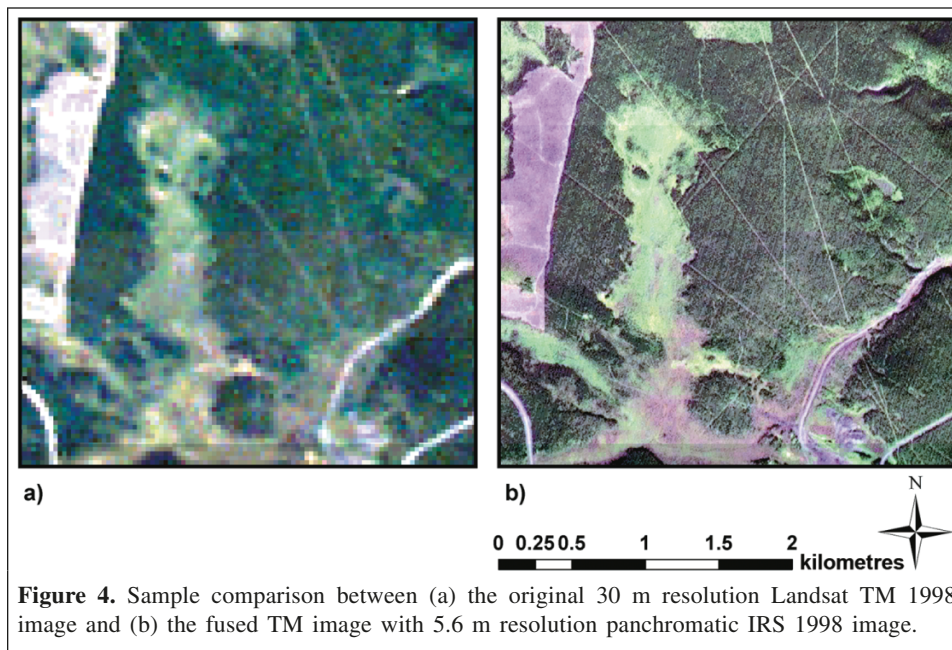 a)
b)
N
0 0.25 0.5 1 1.5 2
kilometres
Figure 4. Sample comparison between (a) the original 30 m resolution Landsat TM 1998
image and (b) the fused TM image with 5.6 m resolution panchromatic IRS 1998 image.